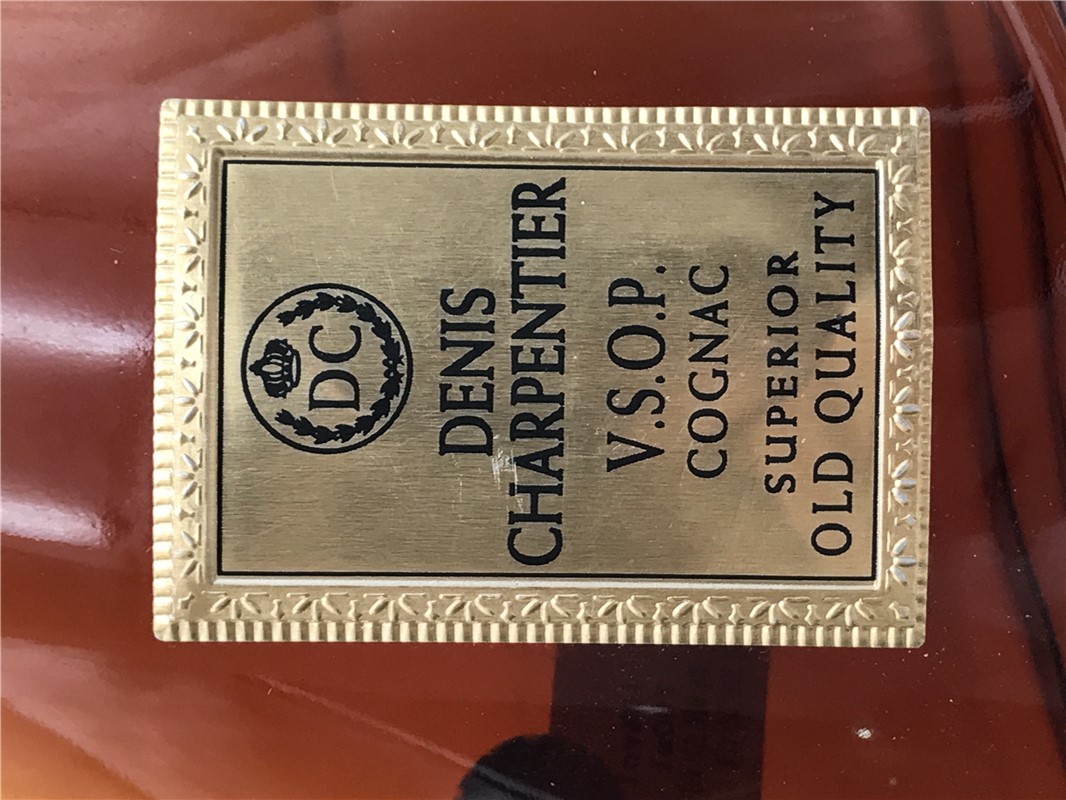 DC
DENIS
CHARPENTIER
V.S.O.P.
COGNAC
SUPERIOR
OLD QUALITY